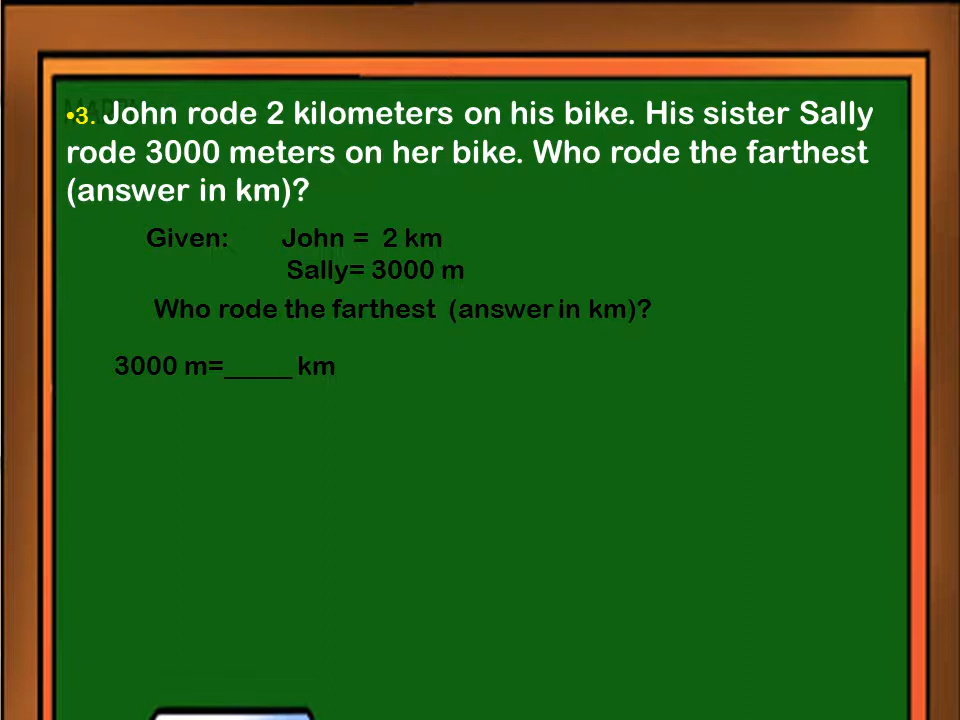 •3. John rode 2 kilometers on his bike. His sister Sally
rode 3000 meters on her bike. Who rode the farthest
(answer in km)?
Given: John = 2 km
Sally= 3000 m
Who rode the farthest (answer in km)?
3000 m=_____ km